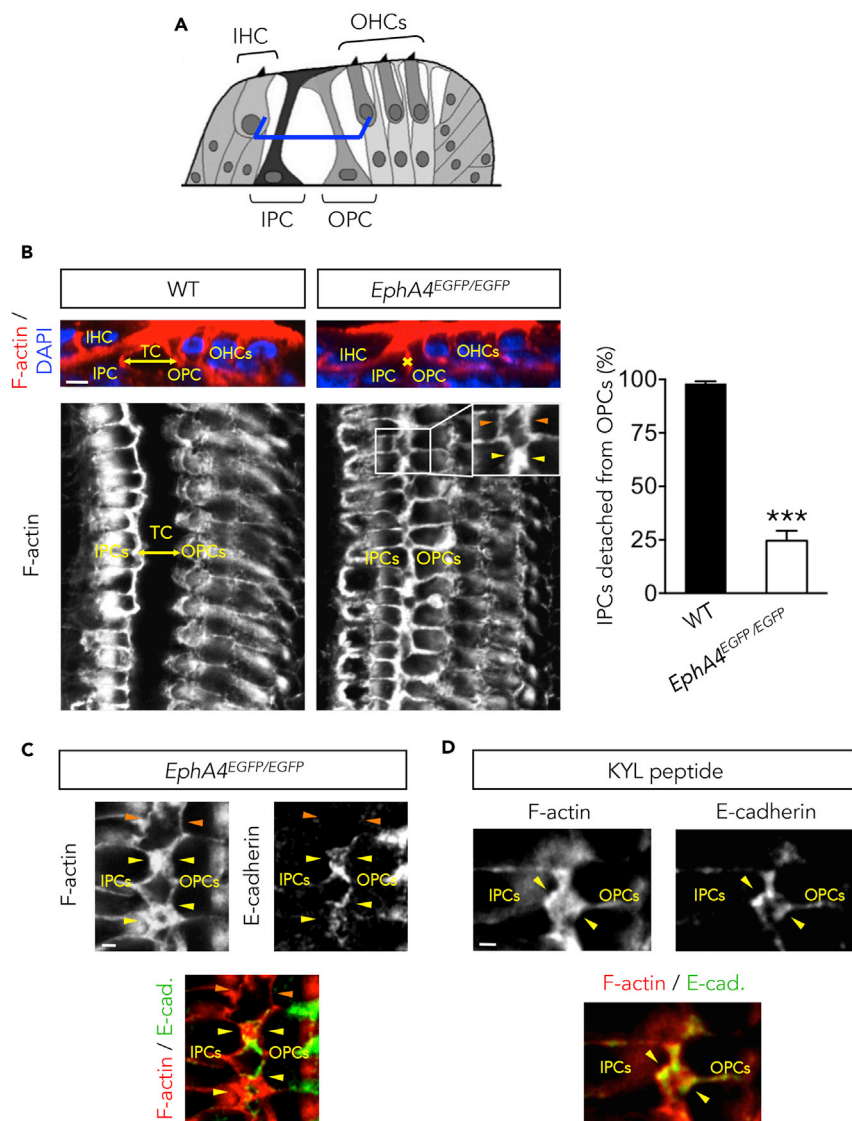 A
IHC
OHCs
IPC
OPC
B
WT
EphA4EGFP/EGFP
F-actin /
DAPI
IHC
TC
OHCs
IPC
OPC
IHC
OHCs
IPC
OPC
F-actin
TC
IPCs
OPCs
IPCs
OPCs
IPCs detached from OPCs (%)
100
75
50
25
0
***
WT
EphA4EGFP/EGFP
C
EphA4EGFP/EGFP
F-actin
IPCs
OPCs
E-cadherin
IPCs
OPCs
F-actin / E-cad.
IPCs
OPCs
D
KYL peptide
F-actin
E-cadherin
IPCs
OPCs
IPCs
OPCs
F-actin / E-cad.
IPCs
OPCs